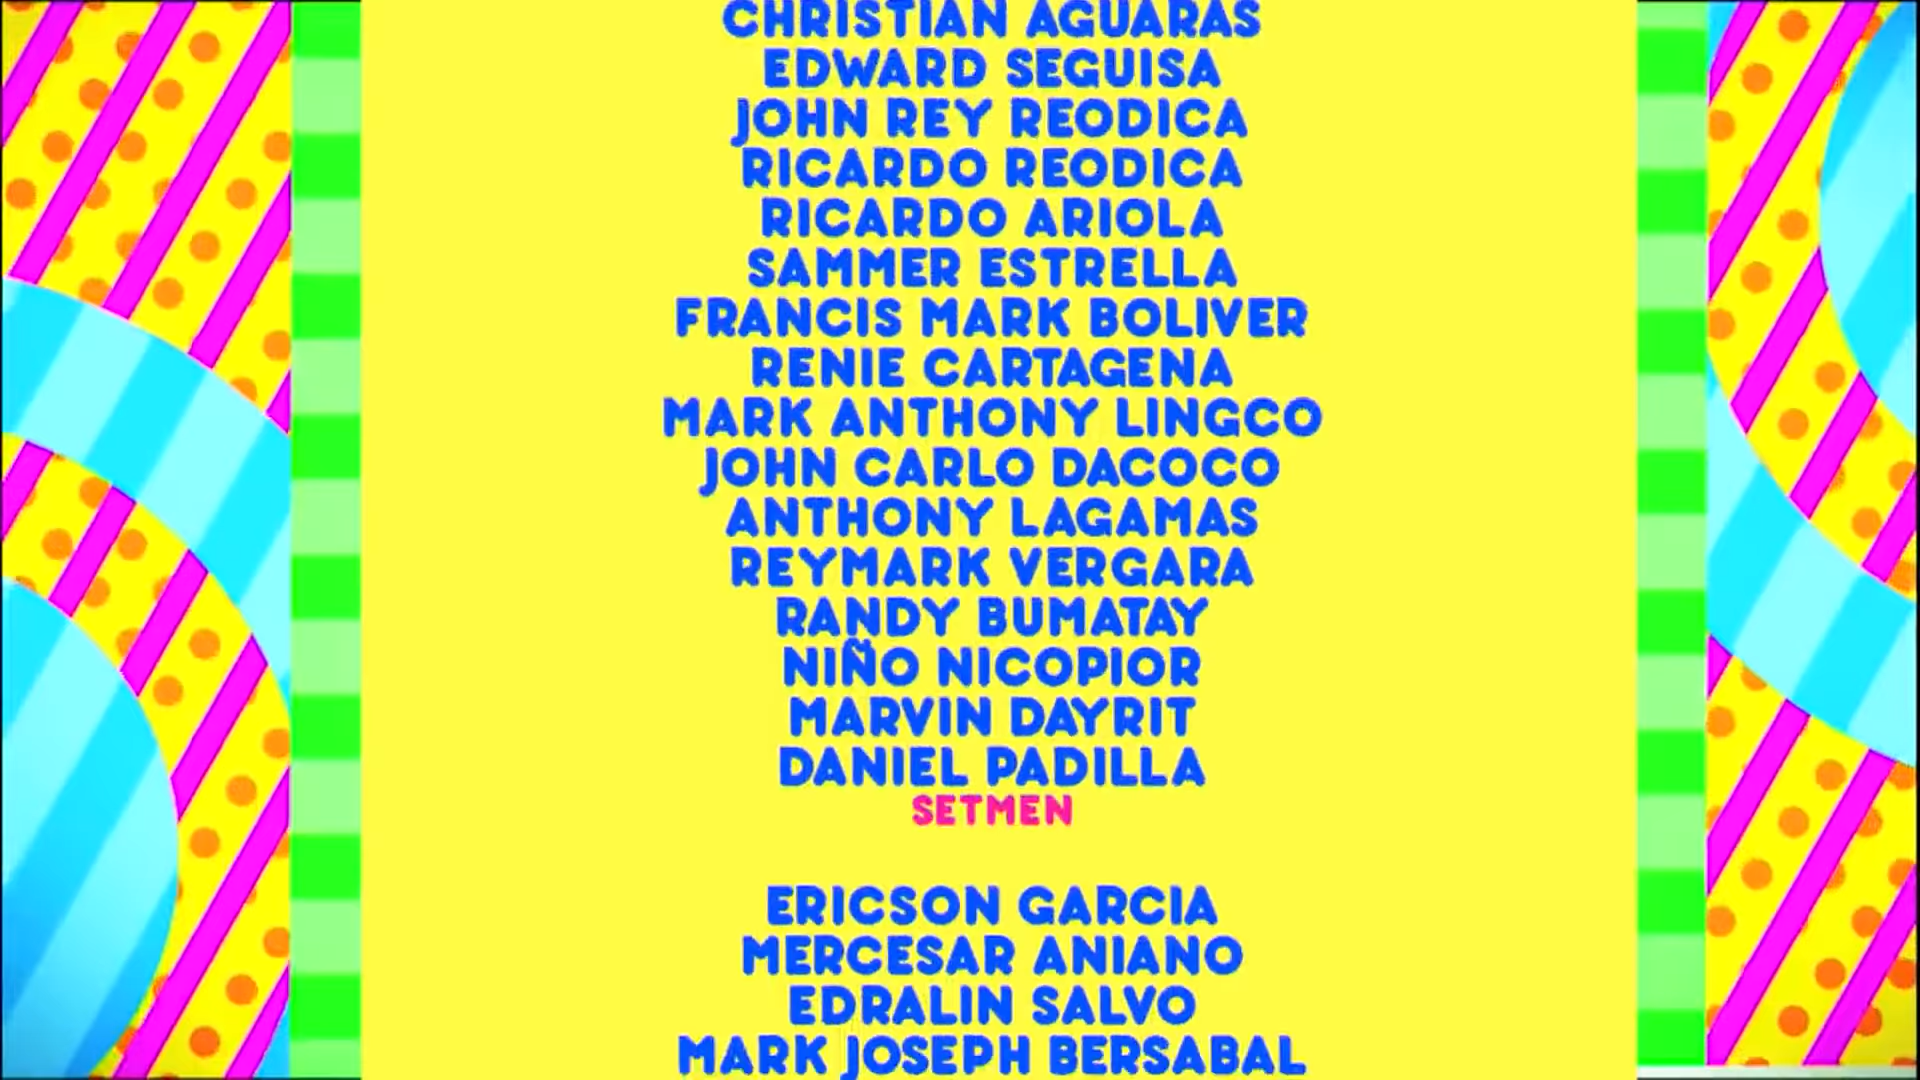 CHRISTIAN AGUARAS
EDWARD SEGUISA
JOHN REY REODICA
RICARDO REODICA
RICARDO ARIOLA
SAMMER ESTRELLA
FRANCIS MARK BOLIVER
RENIE CARTAGENA
MARK ANTHONY LINGCO
JOHN CARLO DACOCO
ANTHONY LAGAMAS
REYMARK VERGARA
RANDY BUMATAY
NIÑO NICOPIOR
MARVIN DAYRIT
DANIEL PADILLA
SETMEN
ERICSON GARCIA
MERCESAR ANIANO
EDRALIN SALVO
MARK JOSEPH BERSABAL